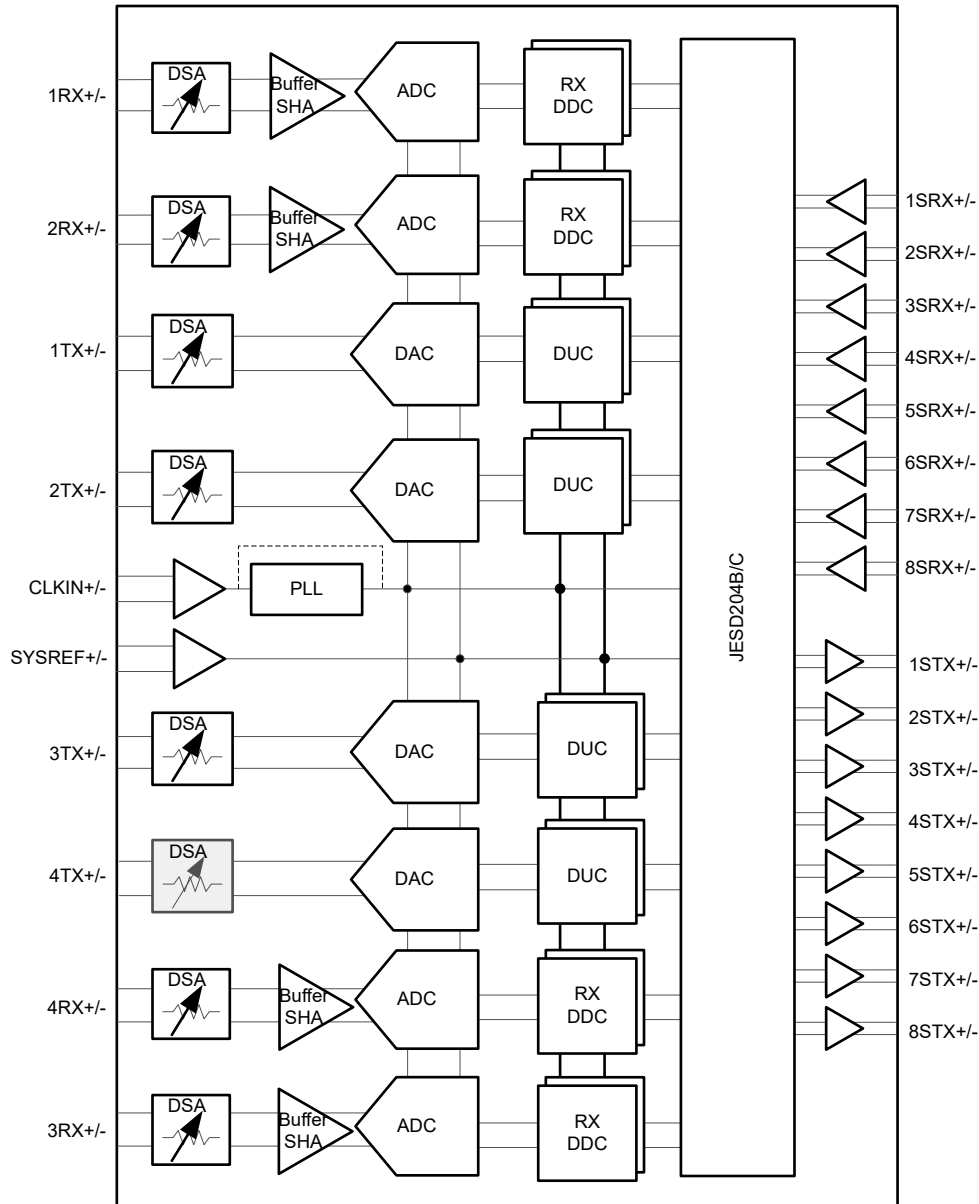 1RX+/-
DSA
Buffer
SHA
ADC
RX
DDC
2RX+/-
DSA
Buffer
SHA
ADC
RX
DDC
1TX+/-
DSA
DAC
DUC
2TX+/-
DSA
DAC
DUC
CLKIN+/-
PLL
SYSREF+/-
3TX+/-
DSA
DAC
DUC
4TX+/-
DSA
DAC
DUC
4RX+/-
DSA
Buffer
SHA
ADC
RX
DDC
3RX+/-
DSA
Buffer
SHA
ADC
RX
DDC
JESD204B/C
1SRX+/-
2SRX+/-
3SRX+/-
4SRX+/-
5SRX+/-
6SRX+/-
7SRX+/-
8SRX+/-
1STX+/-
2STX+/-
3STX+/-
4STX+/-
5STX+/-
6STX+/-
7STX+/-
8STX+/-